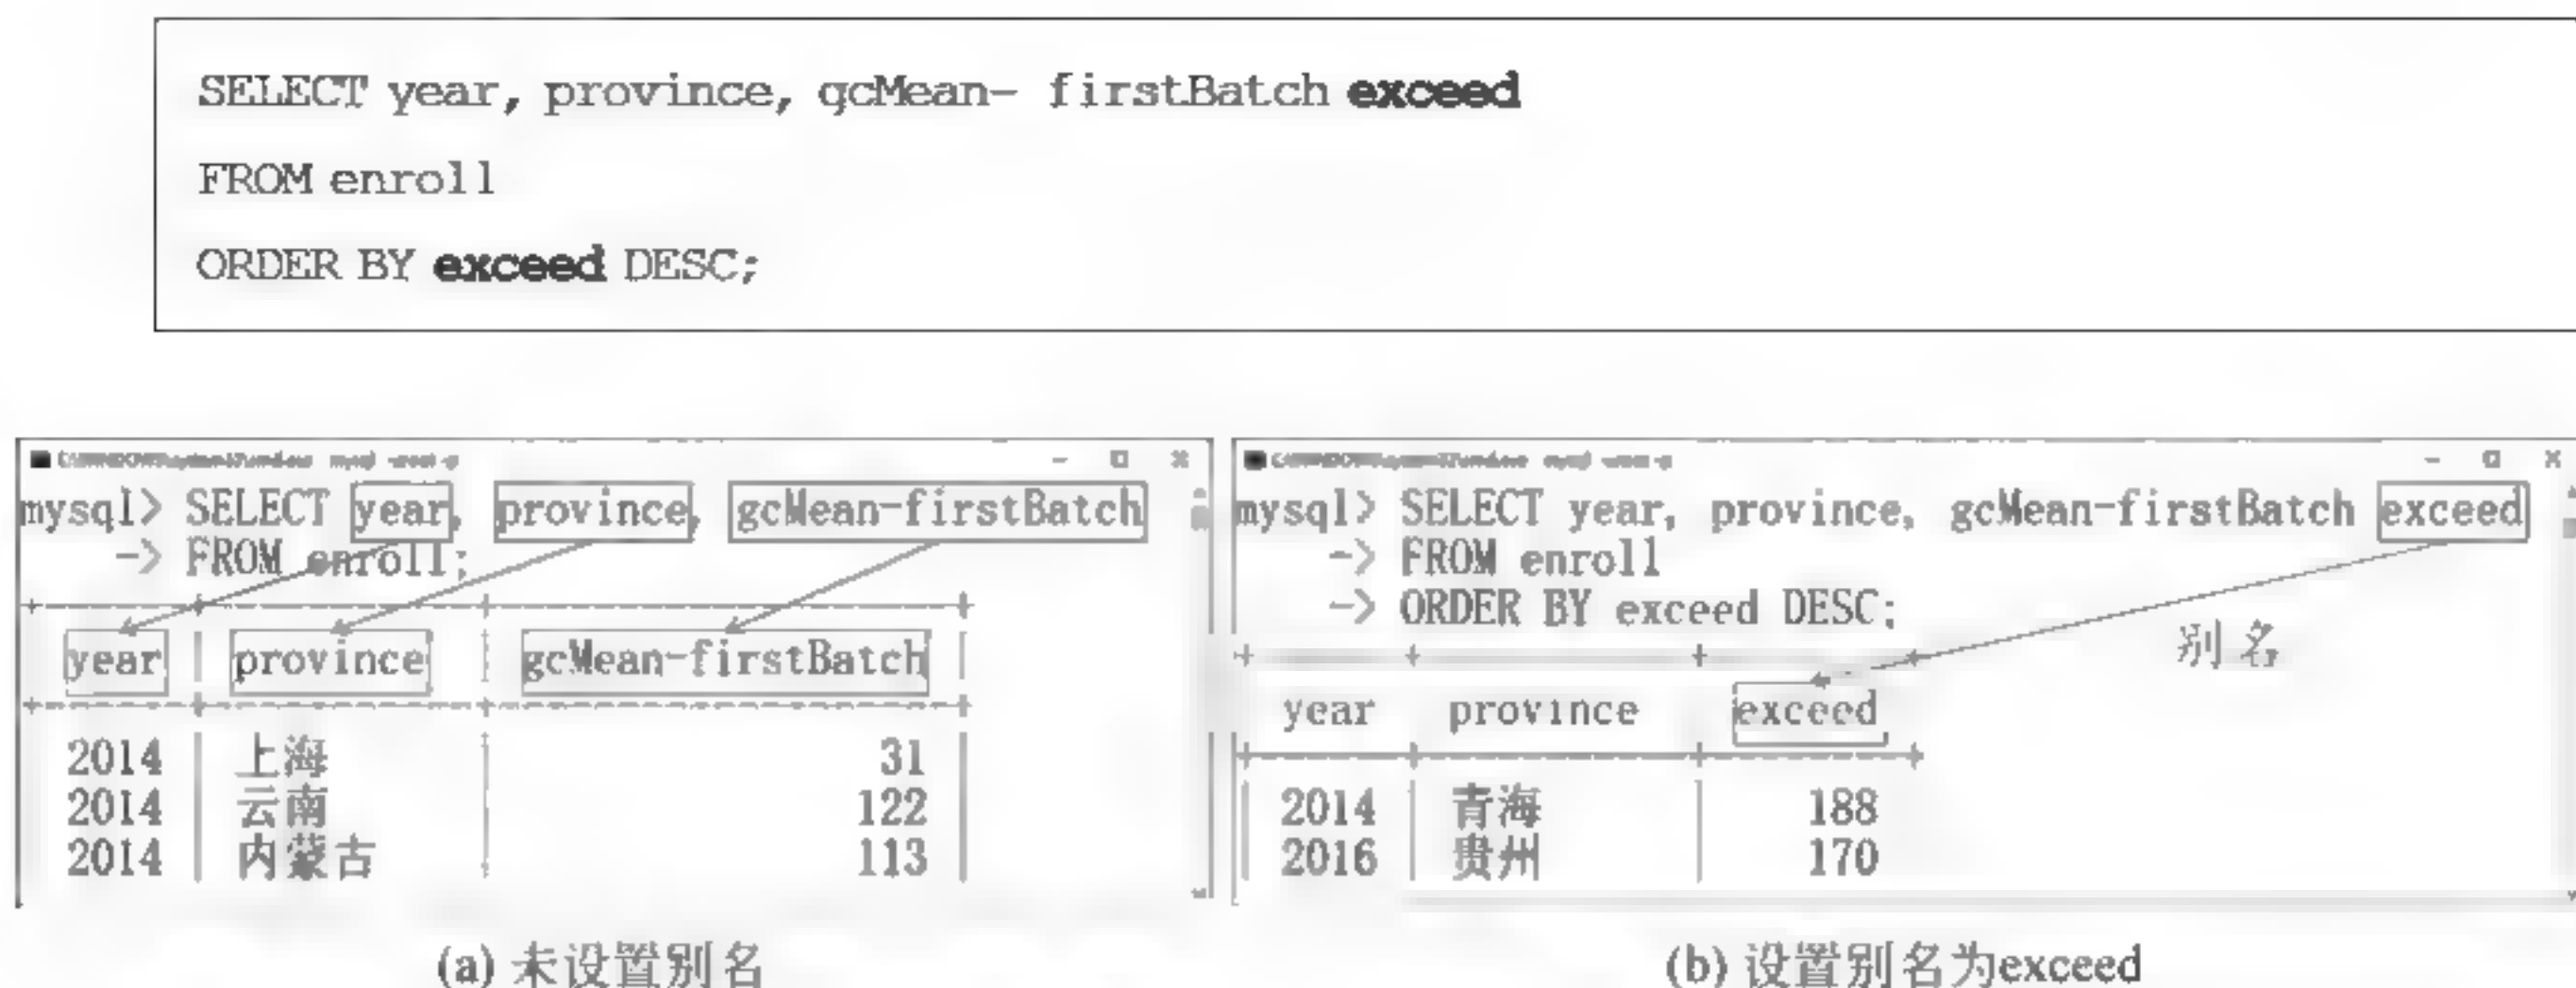 SELECT year, province, gcMean- firstBatch exceed
FROM enroll
ORDER BY exceed DESC;
mysql> SELECT year, province, gcMean-firstBatch
-> FROM enroll;
year province gcMean-firstBatch
2014 上海 31
2014 云南 122
2014 内蒙古 113
(a) 未设置别名
mysql> SELECT year, province, gcMean-firstBatch exceed
-> FROM enroll
-> ORDER BY exceed DESC;
别名
year province exceed
2014 青海 188
2016 贵州 170
(b) 设置别名为exceed